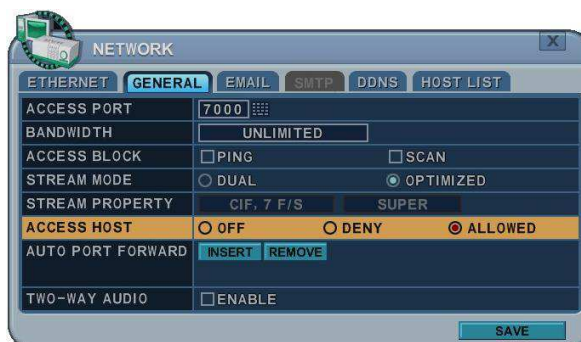 NETWORK
X
ETHERNET GENERAL EMAIL SMTP DDNS HOST LIST
ACCESS PORT 7000
BANDWIDTH UNLIMITED
ACCESS BLOCK PING SCAN
STREAM MODE DUAL OPTIMIZED
STREAM PROPERTY CIF, 7 F/S SUPER
ACCESS HOST OFF DENY ALLOWED
AUTO PORT FORWARD INSERT REMOVE
TWO-WAY AUDIO ENABLE
SAVE